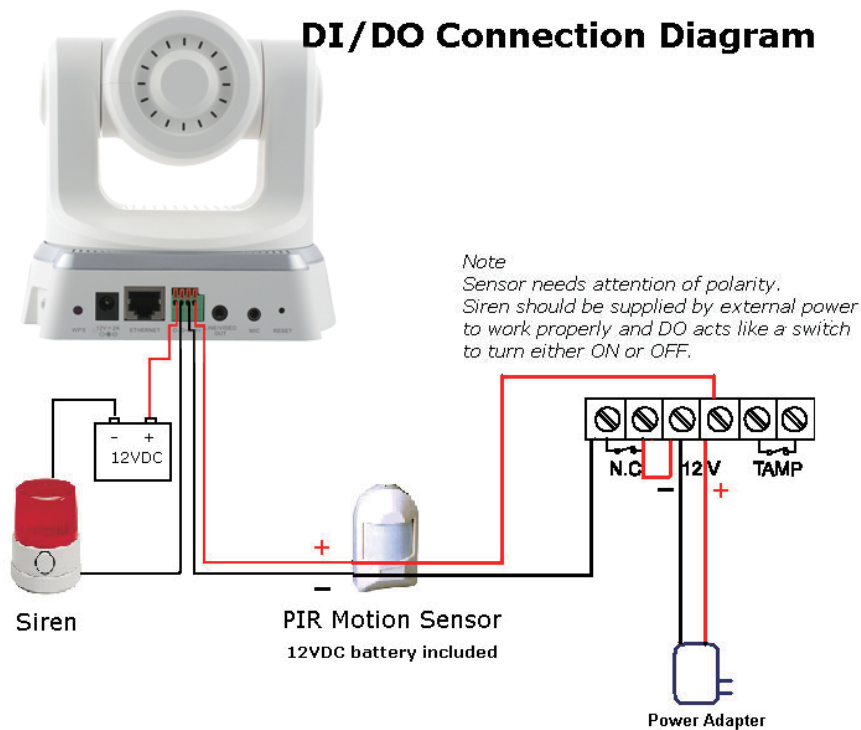 DI/DO Connection Diagram
Note
Sensor needs attention of polarity.
Siren should be supplied by external power
to work properly and DO acts like a switch
to turn either ON or OFF.
WPS
ETHERNET
OUT
MIC
RESET
- +
12VDC
N.C
12V
TAMP
-
+
+
-
Siren
PIR Motion Sensor
12VDC battery included
Power Adapter